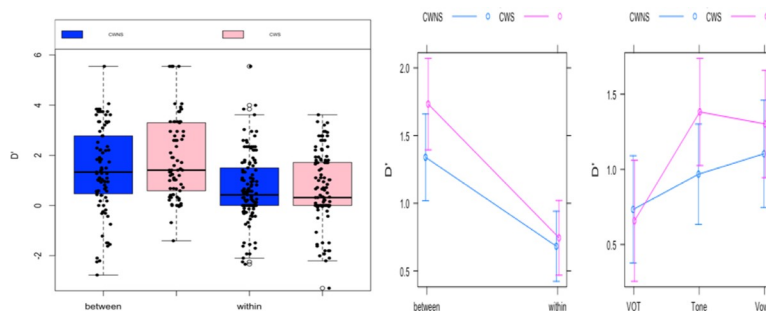 CWNS CWS
6
4
2
0
-2
D'
between within
CWNS CWS
2.0
1.5
1.0
0.5
D'
between within
CWNS CWS
1.5
1.0
0.5
D'
VOT Tone Vow